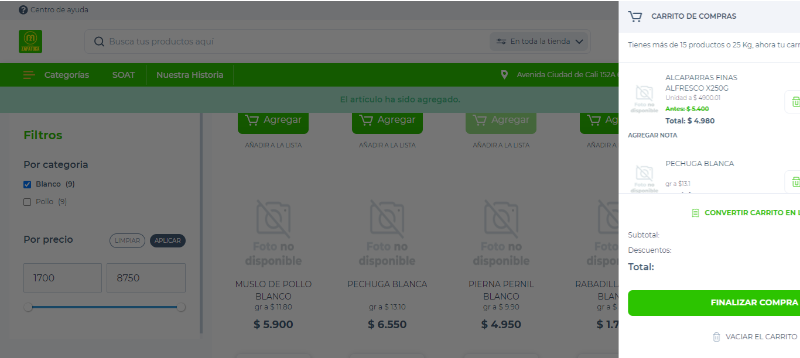 Centro de ayuda
m
Busca tus productos aquí
En toda la tienda
Categorías
SOAT
Nuestra Historia
Avenida Ciudad de Cali 152A
El artículo ha sido agregado.
Filtros
Por categoría
Blanco (9)
Pollo (9)
Por precio
LIMPIAR
APLICAR
1700
8750
Agregar
AÑADIR A LA LISTA
Agregar
AÑADIR A LA LISTA
Agregar
AÑADIR A LA LISTA
Agrega
AÑADIR A LA LI
Foto no
disponible
MUSLO DE POLLO
BLANCO
gr a $ 11.80
$ 5.900
Foto no
disponible
PECHUGA BLANCA
gr a $ 13.10
$ 6.550
Foto no
disponible
PIERNA PERNIL
BLANCO
gr a $ 9.90
$ 4.950
Foto n
disponi
RABADILL
BLANC
gr a $
$ 1.7
CARRITO DE COMPRAS
Tienes más de 15 productos o 25 Kg, ahora tu carr
Foto no
disponible
ALCAPARRAS FINAS
ALFRESCO X250G
Unidad a $ 4900.01
Antes: $ 5.400
Total: $ 4.980
AGREGAR NOTA
Foto no
disponible
PECHUGA BLANCA
gr a $13.1
CONVERTIR CARRITO EN L
Subtotal:
Descuentos:
Total:
FINALIZAR COMPRA
VACIAR EL CARRITO